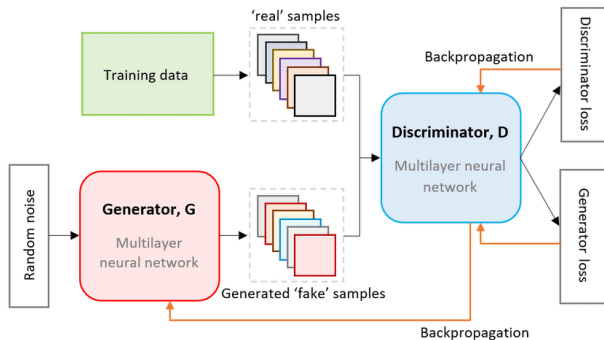 'real' samples
Training data
Backpropagation
Discriminator loss
Discriminator, D
Multilayer neural
network
Random noise
Generator, G
Multilayer
neural network
Generated 'fake' samples
Generator loss
Backpropagation